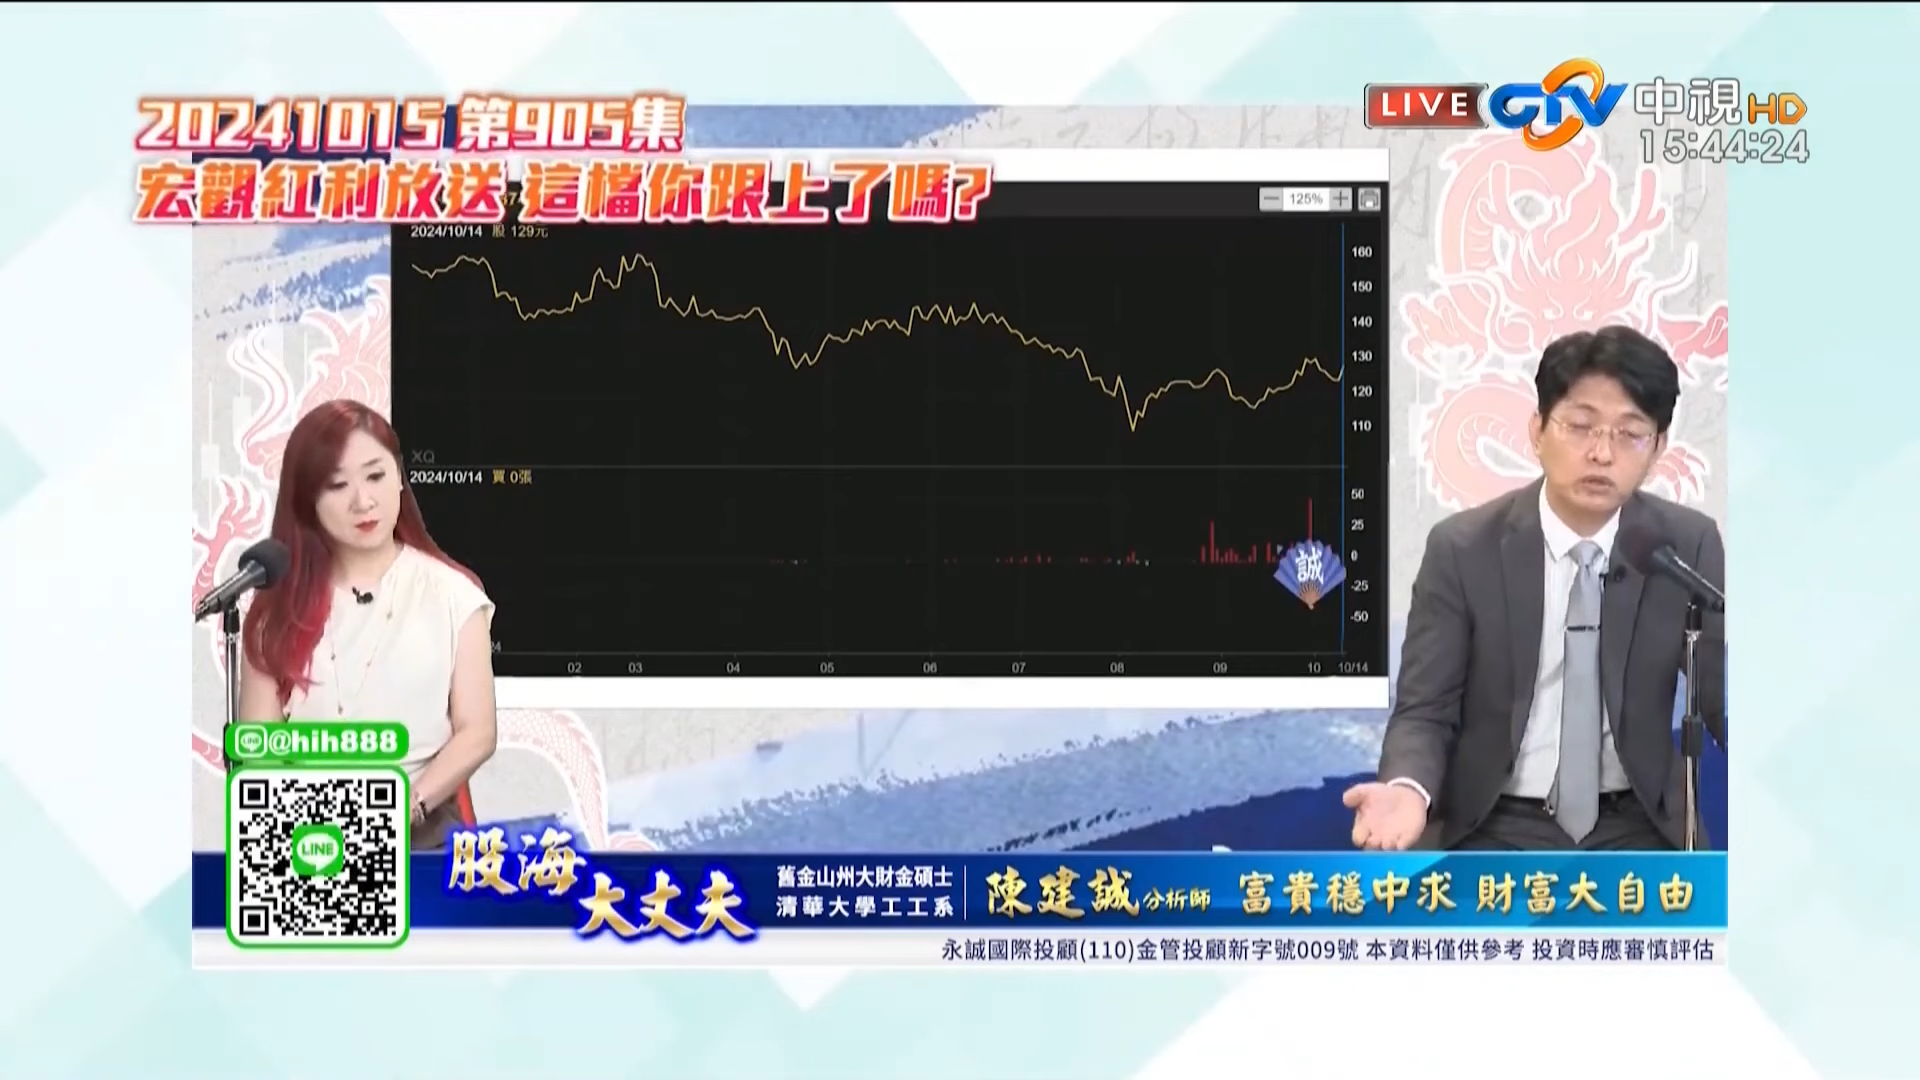 20241015 第905集
宏觀紅利放送 這檔你跟上了嗎?
LIVE CTV 中視 HD
15:44:24
125%
2024/10/14 股 129元
160
150
140
130
120
110
XQ
2024/10/14 買 0張
50
25
0
-25
-50
誠
02 03 04 05 06 07 08 09 10 10/14
LINE @hih888
LINE
股海大丈夫
舊金山州大財金碩士
清華大學工工系
陳建誠 分析師 富貴穩中求 財富大自由
永誠國際投顧(110)金管投顧新字號009號 本資料僅供參考 投資時應審慎評估